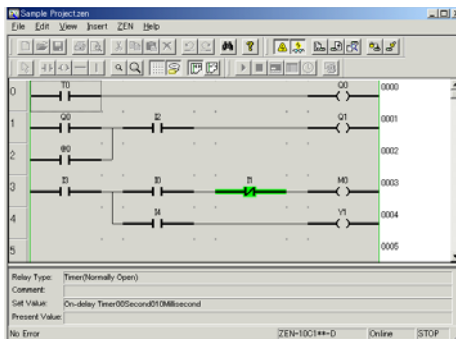 Sample Project.zen
File Edit View Insert ZEN Help
0 T0 Q0 0000
1 Q0 I2 Q1 0001
2 @0 0002
3 I3 I0 I1 M0 0003
4 I4 Y1 0004
5 0005
Relay Type: Timer(Normally Open)
Comment:
Set Value: On-delay Timer00Second010Millisecond
Present Value:
No Error ZEN-10C1**-D Online STOP